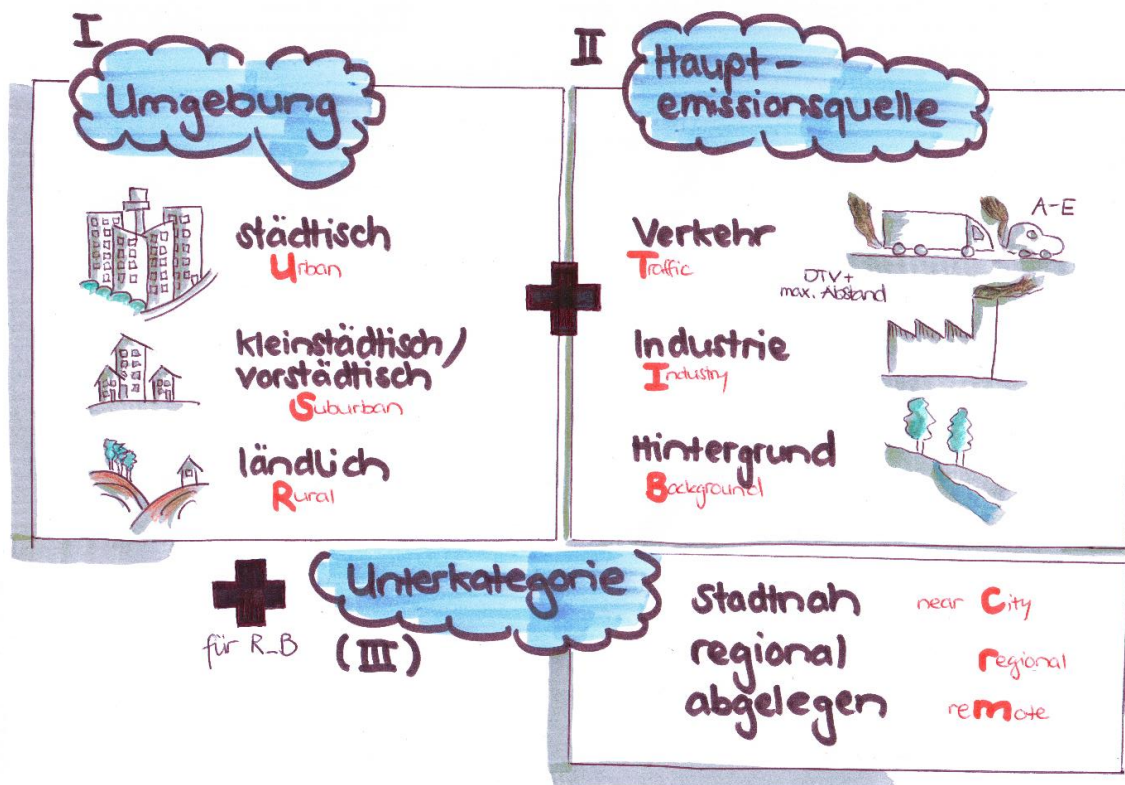 I
Umgebung
städtisch
Urban
kleinstädtisch/
vorstädtisch
Suburban
ländlich
Rural
II
Haupt-
emissionsquelle
Verkehr
Traffic
A-E
DTV+
max. Abstand
Industrie
Industry
Hintergrund
Background
für R_B
Unterkategorie
(III)
stadtnah
near City
regional
regional
abgelegen
remote